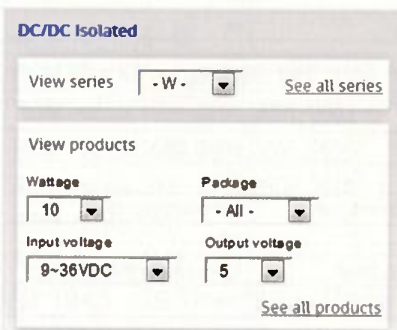 DC/DC Isolated
View series - W - See all series
View products
Wattage Package
10 - All -
Input voltage Output voltage
9~36VDC 5
See all products